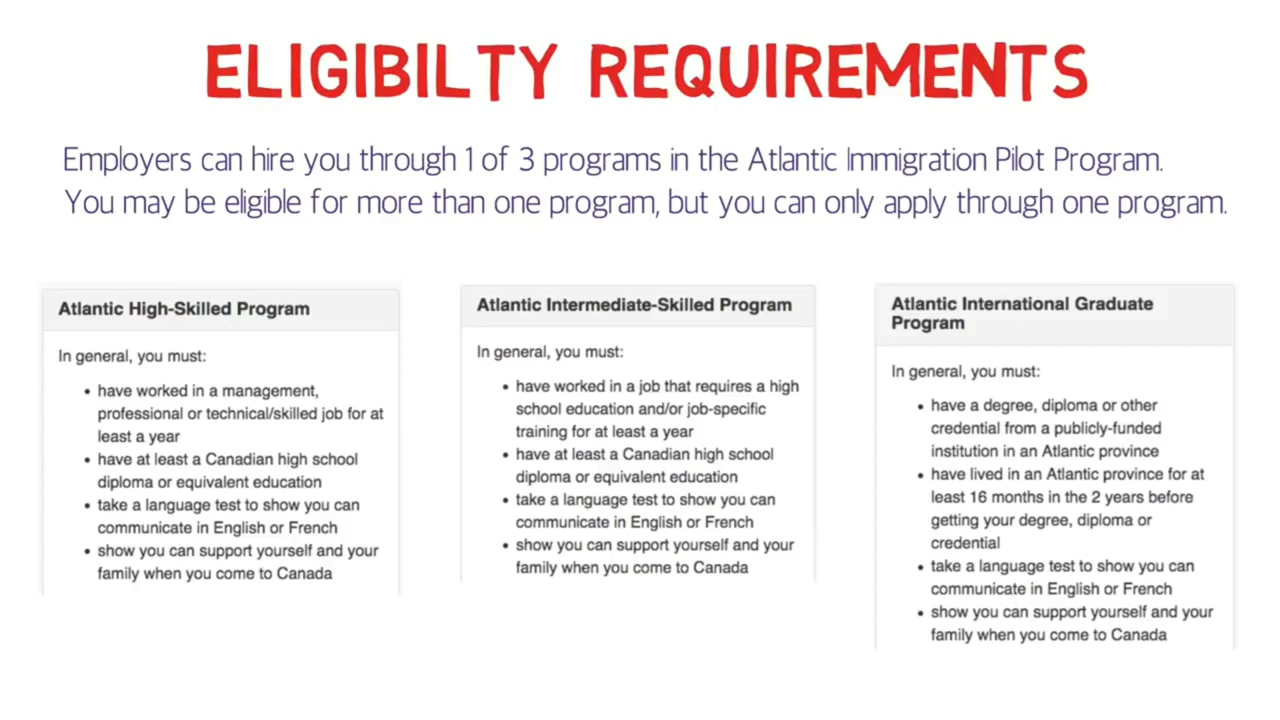 ELIGIBILTY REQUIREMENTS
Employers can hire you through 1 of 3 programs in the Atlantic Immigration Pilot Program.
You may be eligible for more than one program, but you can only apply through one program.
Atlantic High-Skilled Program
In general, you must:
• have worked in a management,
professional or technical/skilled job for at
least a year
• have at least a Canadian high school
diploma or equivalent education
• take a language test to show you can
communicate in English or French
• show you can support yourself and your
family when you come to Canada
Atlantic Intermediate-Skilled Program
In general, you must:
• have worked in a job that requires a high
school education and/or job-specific
training for at least a year
• have at least a Canadian high school
diploma or equivalent education
• take a language test to show you can
communicate in English or French
• show you can support yourself and your
family when you come to Canada
Atlantic International Graduate
Program
In general, you must:
• have a degree, diploma or other
credential from a publicly-funded
institution in an Atlantic province
• have lived in an Atlantic province for at
least 16 months in the 2 years before
getting your degree, diploma or
credential
• take a language test to show you can
communicate in English or French
• show you can support yourself and your
family when you come to Canada